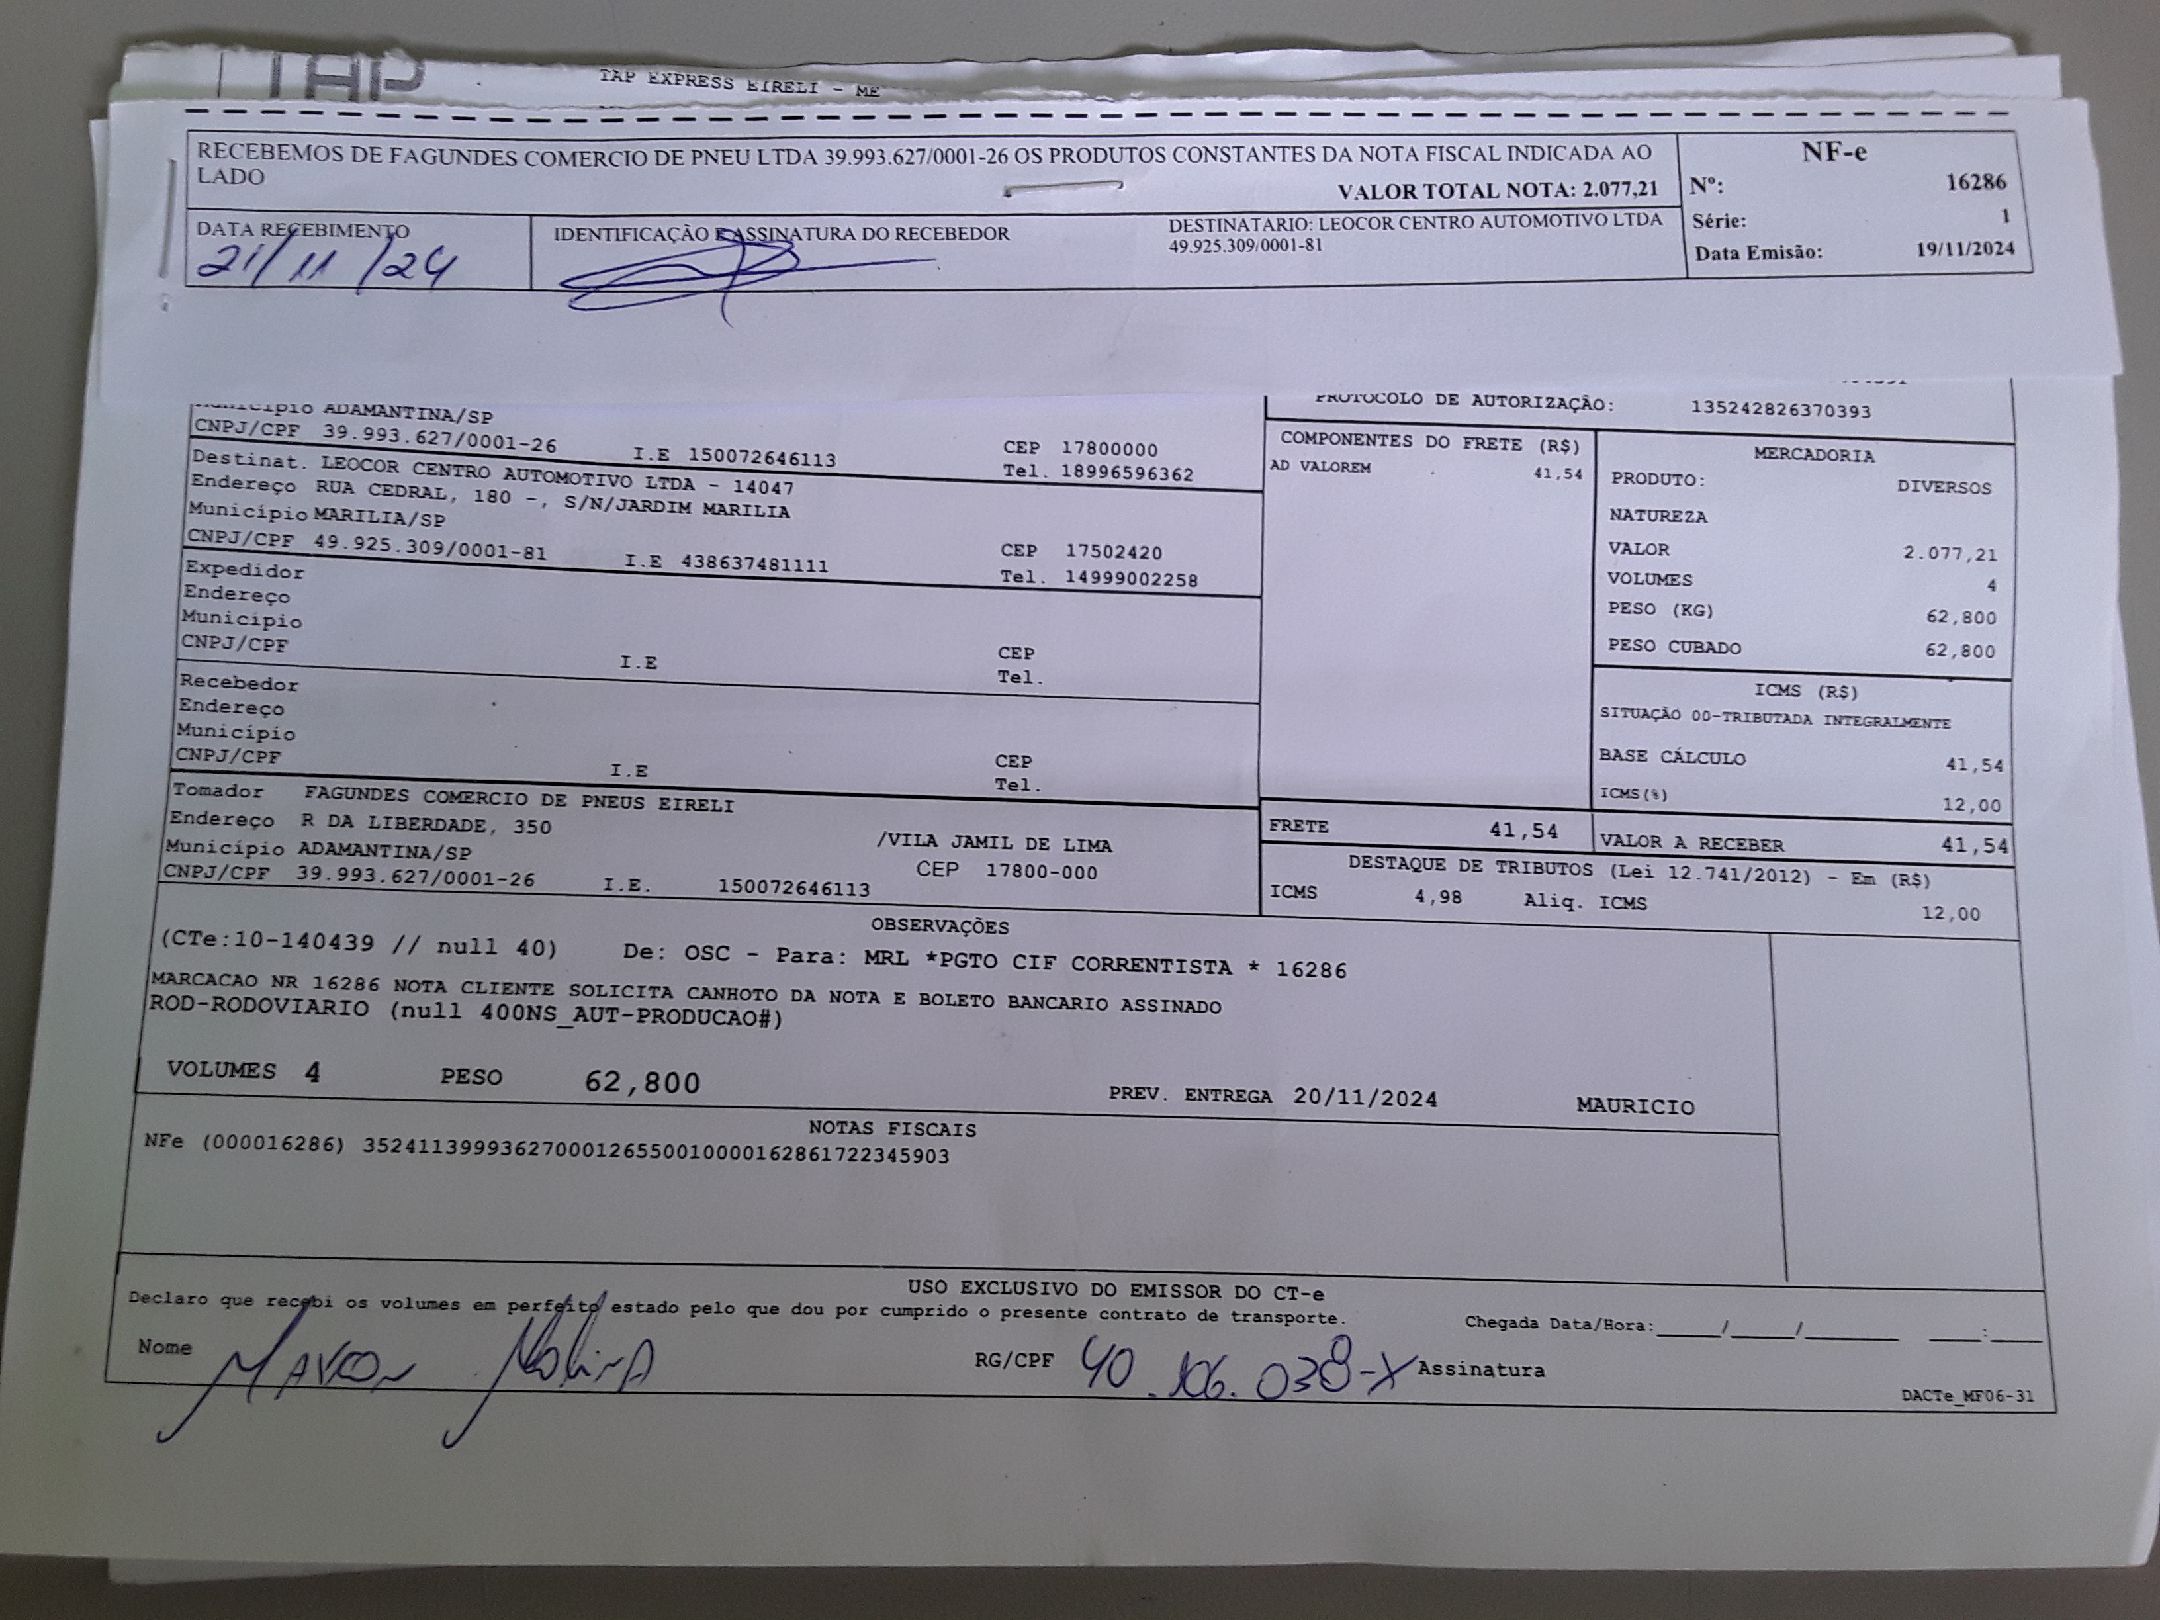 TAP
TAP EXPRESS EIRELI - ME
RECEBEMOS DE FAGUNDES COMERCIO DE PNEU LTDA 39.993.627/0001-26 OS PRODUTOS CONSTANTES DA NOTA FISCAL INDICADA AO
LADO
VALOR TOTAL NOTA: 2.077,21
NF-e
Nº: 16286
Série: 1
Data Emisão: 19/11/2024
DATA RECEBIMENTO
21/11/24
IDENTIFICAÇÃO E ASSINATURA DO RECEBEDOR
DESTINATARIO: LEOCOR CENTRO AUTOMOTIVO LTDA
49.925.309/0001-81
PROTOCOLO DE AUTORIZAÇÃO: 135242826370393
Município ADAMANTINA/SP
CNPJ/CPF 39.993.627/0001-26 I.E 150072646113 CEP 17800000
Tel. 18996596362
Destinat. LEOCOR CENTRO AUTOMOTIVO LTDA - 14047
Endereço RUA CEDRAL, 180 -, S/N/JARDIM MARILIA
Município MARILIA/SP
CNPJ/CPF 49.925.309/0001-81 I.E 438637481111 CEP 17502420
Tel. 14999002258
Expedidor
Endereço
Município
CNPJ/CPF I.E CEP
Tel.
Recebedor
Endereço
Município
CNPJ/CPF I.E CEP
Tel.
Tomador FAGUNDES COMERCIO DE PNEUS EIRELI
Endereço R DA LIBERDADE, 350 /VILA JAMIL DE LIMA
Município ADAMANTINA/SP CEP 17800-000
CNPJ/CPF 39.993.627/0001-26 I.E. 150072646113
COMPONENTES DO FRETE (R$)
AD VALOREM 41,54
MERCADORIA
PRODUTO: DIVERSOS
NATUREZA
VALOR 2.077,21
VOLUMES 4
PESO (KG) 62,800
PESO CUBADO 62,800
ICMS (R$)
SITUAÇÃO 00-TRIBUTADA INTEGRALMENTE
BASE CÁLCULO 41,54
ICMS(%) 12,00
FRETE 41,54 VALOR A RECEBER 41,54
DESTAQUE DE TRIBUTOS (Lei 12.741/2012) - Em (R$)
ICMS 4,98 Aliq. ICMS 12,00
OBSERVAÇÕES
(CTe:10-140439 // null 40) De: OSC - Para: MRL *PGTO CIF CORRENTISTA * 16286
MARCACAO NR 16286 NOTA CLIENTE SOLICITA CANHOTO DA NOTA E BOLETO BANCARIO ASSINADO
ROD-RODOVIARIO (null 400NS_AUT-PRODUCAO#)
VOLUMES 4 PESO 62,800 PREV. ENTREGA 20/11/2024 MAURICIO
NOTAS FISCAIS
NFe (000016286) 35241139993627000126550010000162861722345903
USO EXCLUSIVO DO EMISSOR DO CT-e
Declaro que recebi os volumes em perfeito estado pelo que dou por cumprido o presente contrato de transporte.
Chegada Data/Hora:_____/_____/_______ ____:____
Nome MAYCON MOLINA RG/CPF 40.106.038-X Assinatura
DACTe_MF06-31